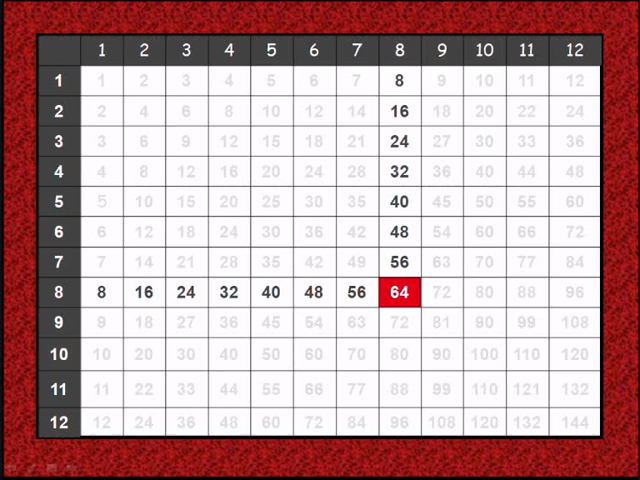 1 2 3 4 5 6 7 8 9 10 11 12
1 1 2 3 4 5 6 7 8 9 10 11 12
2 2 4 6 8 10 12 14 16 18 20 22 24
3 3 6 9 12 15 18 21 24 27 30 33 36
4 4 8 12 16 20 24 28 32 36 40 44 48
5 5 10 15 20 25 30 35 40 45 50 55 60
6 6 12 18 24 30 36 42 48 54 60 66 72
7 7 14 21 28 35 42 49 56 63 70 77 84
8 8 16 24 32 40 48 56 64 72 80 88 96
9 9 18 27 36 45 54 63 72 81 90 99 108
10 10 20 30 40 50 60 70 80 90 100 110 120
11 11 22 33 44 55 66 77 88 99 110 121 132
12 12 24 36 48 60 72 84 96 108 120 132 144